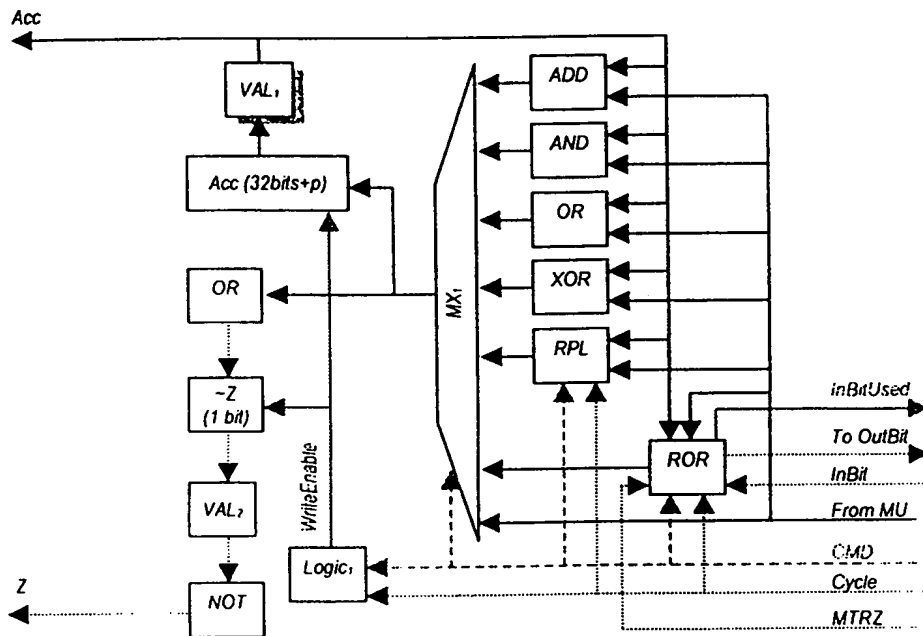 Acc
VAL₁
ADD
AND
Acc (32bits+p)
OR
OR
XOR
MX₁
RPL
~Z
(1 bit)
InBitUsed
To OutBit
ROR
WriteEnable
InBit
VAL₂
From MU
CMD
Logic₁
Cycle
Z
NOT
MTRZ